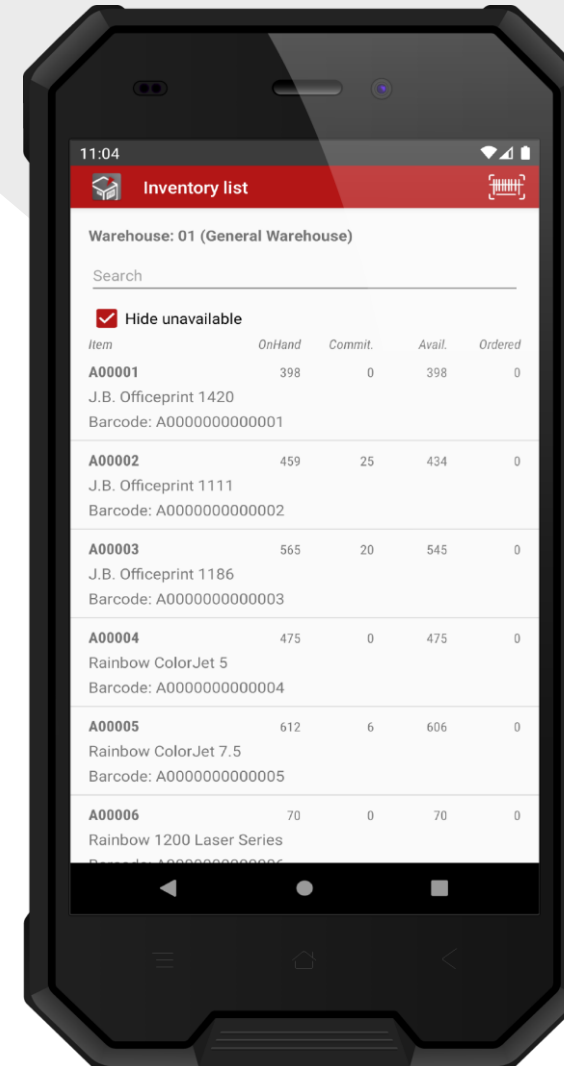 11:04
Inventory list
Warehouse: 01 (General Warehouse)
Search
Hide unavailable
Item OnHand Commit. Avail. Ordered
A00001 398 0 398 0
J.B. Officeprint 1420
Barcode: A0000000000001
A00002 459 25 434 0
J.B. Officeprint 1111
Barcode: A0000000000002
A00003 565 20 545 0
J.B. Officeprint 1186
Barcode: A0000000000003
A00004 475 0 475 0
Rainbow ColorJet 5
Barcode: A0000000000004
A00005 612 6 606 0
Rainbow ColorJet 7.5
Barcode: A0000000000005
A00006 70 0 70 0
Rainbow 1200 Laser Series